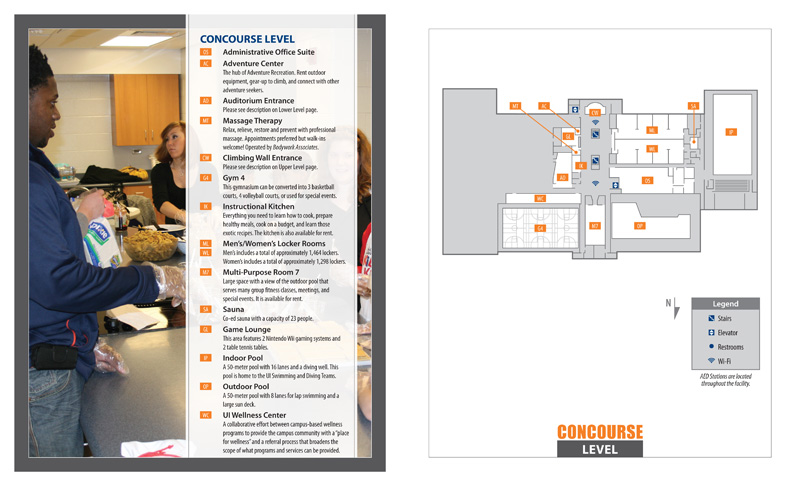 CONCOURSE LEVEL
OS Administrative Office Suite
AC Adventure Center
The hub of Adventure Recreation. Rent outdoor
equipment, gear-up to climb, and connect with other
adventure seekers.
AU Auditorium Entrance
Please see description on Lower Level page.
MT Massage Therapy
Relax, relieve, restore and prevent with professional
massage. Appointments preferred but walk-ins
welcome! Operated by Bodywork Associates.
CW Climbing Wall Entrance
Please see description on Upper Level page.
G4 Gym 4
This gymnasium can be converted into 3 basketball
courts, 4 volleyball courts, or used for special events.
IK Instructional Kitchen
Everything you need to learn how to cook, prepare
healthy meals, cook on a budget, and learn those
exotic recipes. The kitchen is also available for rent.
ML Men's/Women's Locker Rooms
WL Men's includes a total of approximately 1,464 lockers.
Women's includes a total of approximately 1,298 lockers.
M7 Multi-Purpose Room 7
Large space with a view of the outdoor pool that
serves many group fitness classes, meetings, and
special events. It is available for rent.
SA Sauna
Co-ed sauna with a capacity of 23 people.
GL Game Lounge
This area features 2 Nintendo Wii gaming systems and
2 table tennis tables.
IP Indoor Pool
A 50-meter pool with 16 lanes and a diving well. This
pool is home to the UI Swimming and Diving Teams.
OP Outdoor Pool
A 50-meter pool with 8 lanes for lap swimming and a
large sun deck.
WC UI Wellness Center
A collaborative effort between campus-based wellness
programs to provide the campus community with a "place
for wellness" and a referral process that broadens the
scope of what programs and services can be provided.
MT AC SA
CW
GL ML IP
WL
IK
AU OS
WC
G4 M7 OP
N
Legend
Stairs
Elevator
Restrooms
Wi-Fi
AED Stations are located
throughout the facility.
CONCOURSE
LEVEL